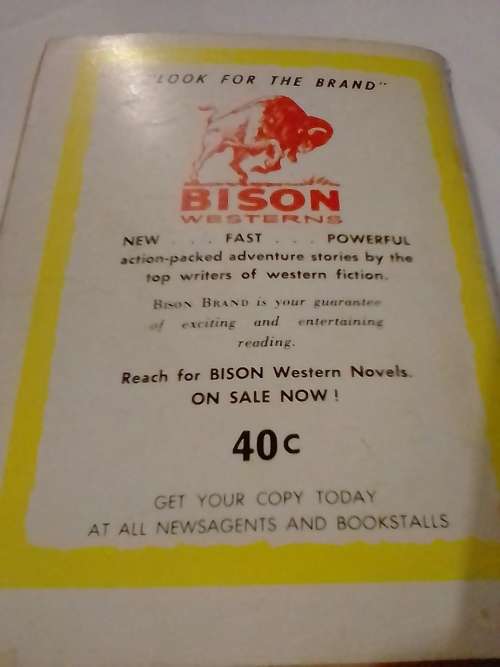 "LOOK FOR THE BRAND"
BISON
WESTERNS
NEW . . . FAST . . . POWERFUL
action-packed adventure stories by the
top writers of western fiction.
BISON BRAND is your guarantee
of exciting and entertaining
reading.
Reach for BISON Western Novels.
ON SALE NOW!
40c
GET YOUR COPY TODAY
AT ALL NEWSAGENTS AND BOOKSTALLS